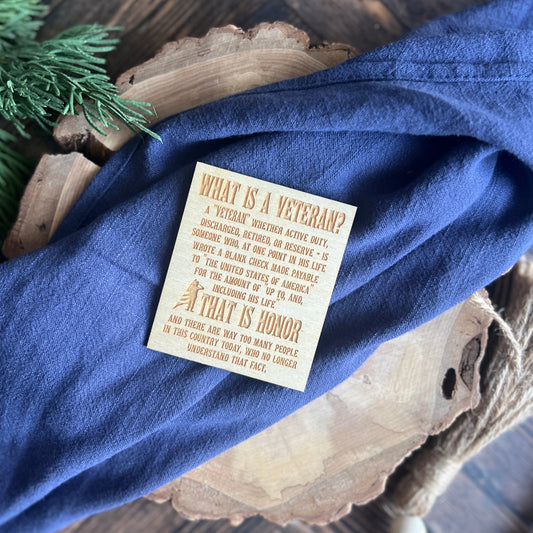 WHAT IS A VETERAN?
A "VETERAN" WHETHER ACTIVE DUTY,
DISCHARGED, RETIRED, OR RESERVE - IS
SOMEONE WHO, AT ONE POINT IN HIS LIFE
WROTE A BLANK CHECK MADE PAYABLE
TO "THE UNITED STATES OF AMERICA"
FOR THE AMOUNT OF "UP TO, AND,
INCLUDING HIS LIFE"
THAT IS HONOR
AND THERE ARE WAY TOO MANY PEOPLE
IN THIS COUNTRY TODAY, WHO NO LONGER
UNDERSTAND THAT FACT.